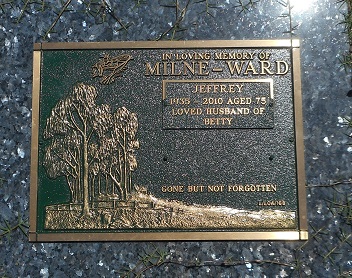 IN LOVING MEMORY OF
MILNE-WARD
JEFFREY
1935 - 2010 AGED 75
LOVED HUSBAND OF
BETTY
GONE BUT NOT FORGOTTEN